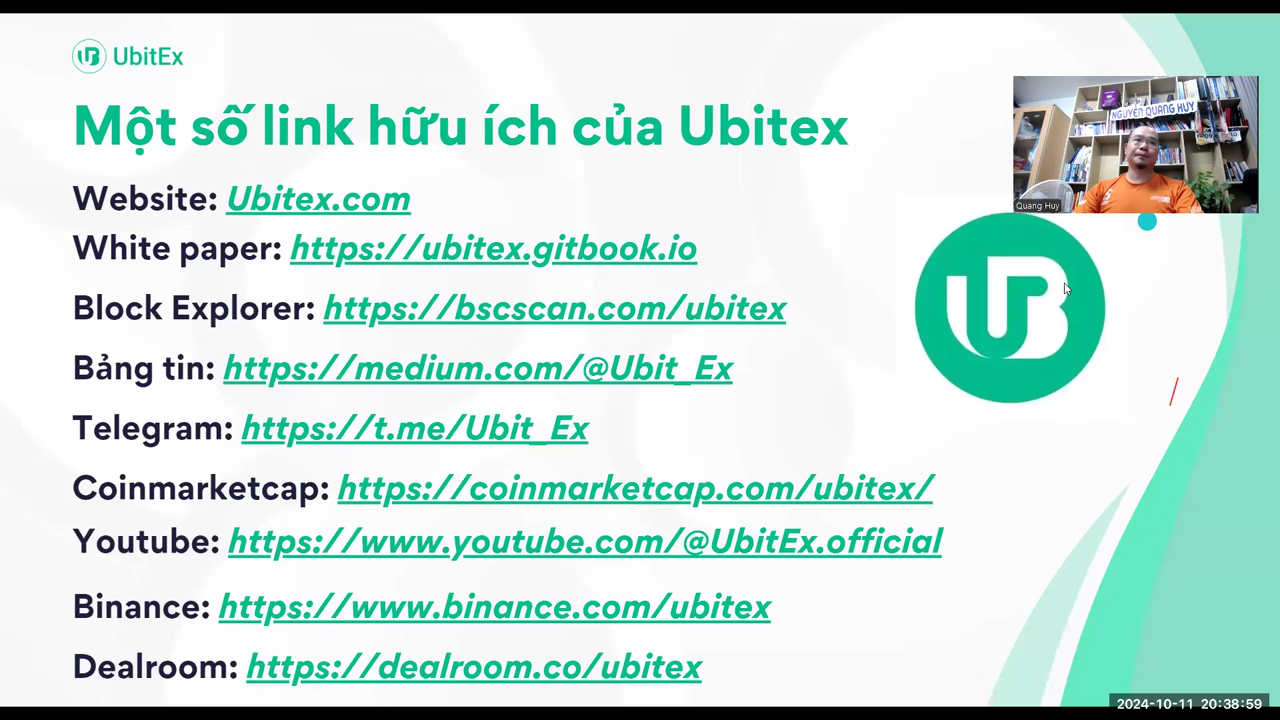 UbitEx
Một số link hữu ích của Ubitex
NGUYỄN QUANG HUY
Quang Huy
Website: Ubitex.com
White paper: https://ubitex.gitbook.io
Block Explorer: https://bscscan.com/ubitex
Bảng tin: https://medium.com/@Ubit_Ex
Telegram: https://t.me/Ubit_Ex
Coinmarketcap: https://coinmarketcap.com/ubitex/
Youtube: https://www.youtube.com/@UbitEx.official
Binance: https://www.binance.com/ubitex
Dealroom: https://dealroom.co/ubitex
2024-10-11 20:38:59